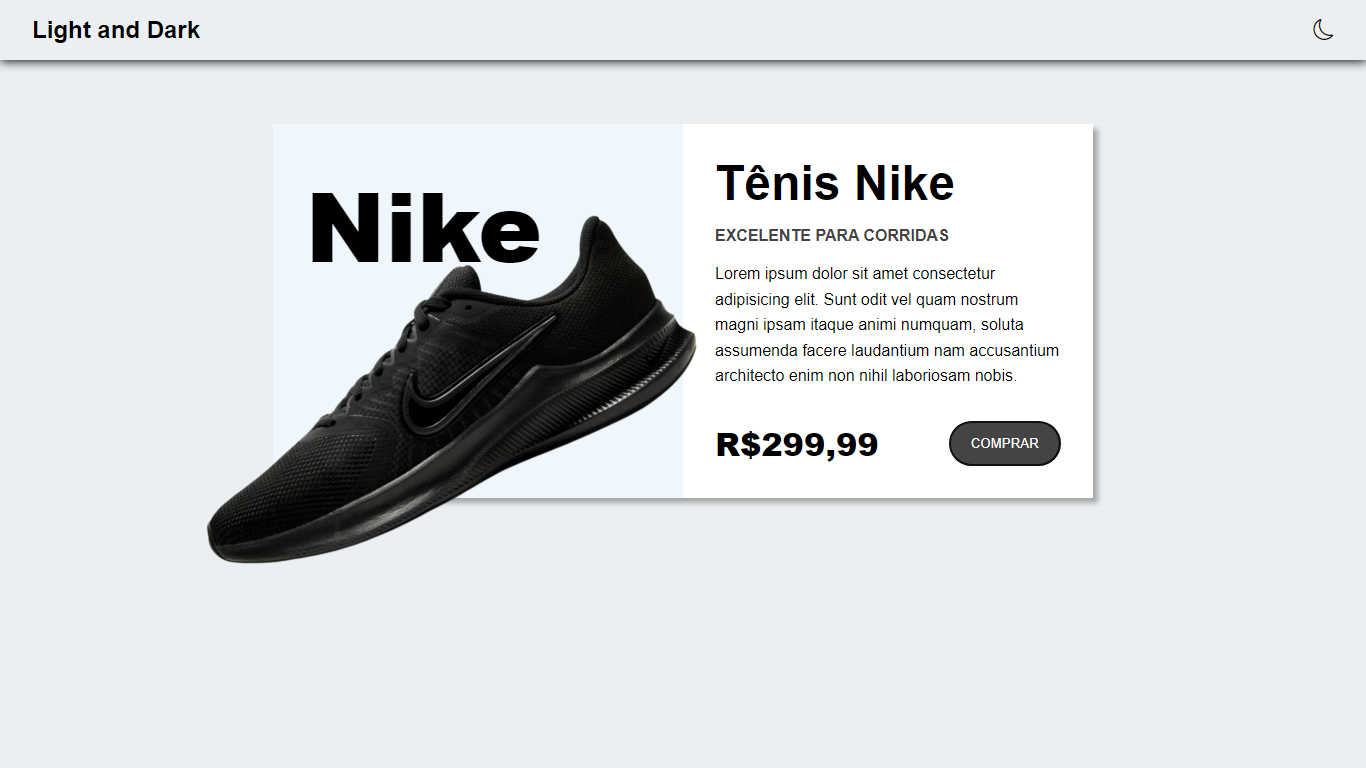 Light and Dark
Nike
Tênis Nike
EXCELENTE PARA CORRIDAS
Lorem ipsum dolor sit amet consectetur
adipisicing elit. Sunt odit vel quam nostrum
magni ipsam itaque animi numquam, soluta
assumenda facere laudantium nam accusantium
architecto enim non nihil laboriosam nobis.
R$299,99
COMPRAR